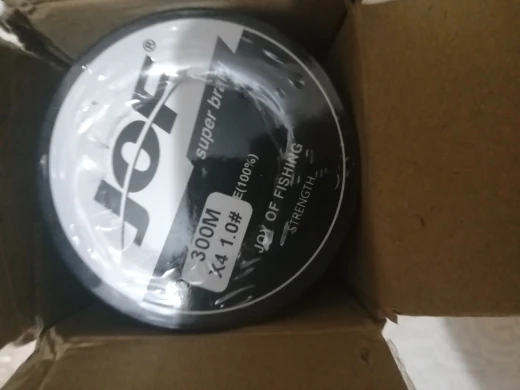 JOF®
super bra
E(100%)
JOY OF FISHING
STRENGTH
300M
X4 1.0#